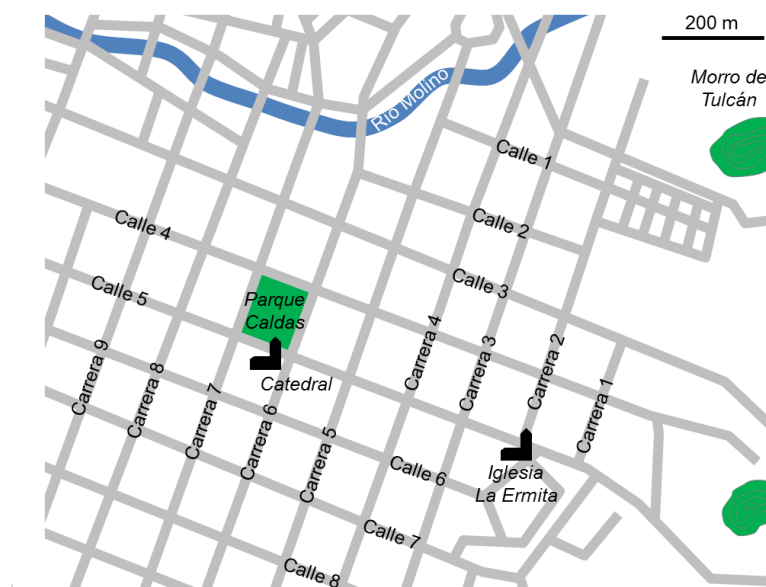 200 m
Morro de
Tulcán
Río Molino
Calle 1
Calle 2
Calle 4
Calle 3
Calle 5
Parque
Caldas
Catedral
Carrera 9
Carrera 8
Carrera 7
Carrera 6
Carrera 5
Carrera 4
Carrera 3
Carrera 2
Carrera 1
Iglesia
La Ermita
Calle 6
Calle 7
Calle 8